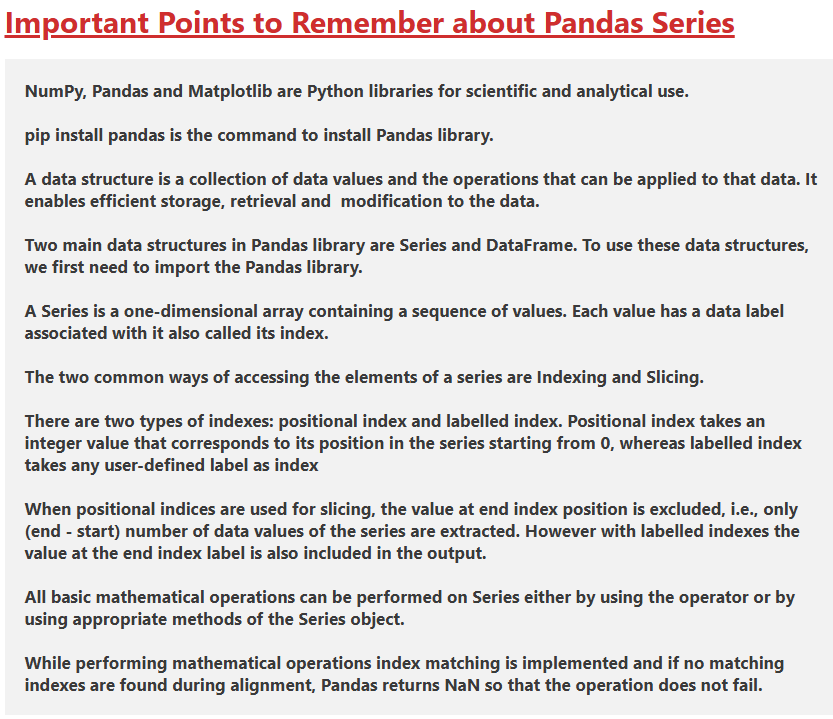 Important Points to Remember about Pandas Series
NumPy, Pandas and Matplotlib are Python libraries for scientific and analytical use.
pip install pandas is the command to install Pandas library.
A data structure is a collection of data values and the operations that can be applied to that data. It
enables efficient storage, retrieval and  modification to the data.
Two main data structures in Pandas library are Series and DataFrame. To use these data structures,
we first need to import the Pandas library.
A Series is a one-dimensional array containing a sequence of values. Each value has a data label
associated with it also called its index.
The two common ways of accessing the elements of a series are Indexing and Slicing.
There are two types of indexes: positional index and labelled index. Positional index takes an
integer value that corresponds to its position in the series starting from 0, whereas labelled index
takes any user-defined label as index
When positional indices are used for slicing, the value at end index position is excluded, i.e., only
(end - start) number of data values of the series are extracted. However with labelled indexes the
value at the end index label is also included in the output.
All basic mathematical operations can be performed on Series either by using the operator or by
using appropriate methods of the Series object.
While performing mathematical operations index matching is implemented and if no matching
indexes are found during alignment, Pandas returns NaN so that the operation does not fail.